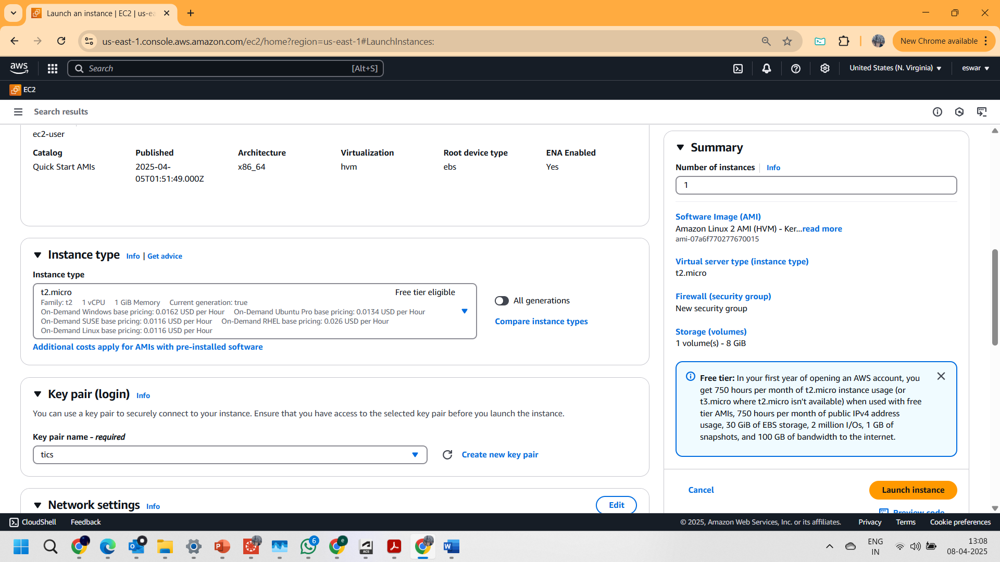 Launch an instance | EC2 | us-ea
us-east-1.console.aws.amazon.com/ec2/home?region=us-east-1#LaunchInstances:
New Chrome available
aws
Search
[Alt+S]
United States (N. Virginia)
eswar
EC2
Search results
ec2-user
Catalog
Published
Architecture
Virtualization
Root device type
ENA Enabled
Quick Start AMIs
2025-04-
05T01:51:49.000Z
x86_64
hvm
ebs
Yes
Instance type
Info | Get advice
Instance type
t2.micro
Free tier eligible
Family: t2 1 vCPU 1 GiB Memory Current generation: true
On-Demand Windows base pricing: 0.0162 USD per Hour On-Demand Ubuntu Pro base pricing: 0.0134 USD per Hour
On-Demand SUSE base pricing: 0.0116 USD per Hour On-Demand RHEL base pricing: 0.026 USD per Hour
On-Demand Linux base pricing: 0.0116 USD per Hour
All generations
Compare instance types
Additional costs apply for AMIs with pre-installed software
Key pair (login)
Info
You can use a key pair to securely connect to your instance. Ensure that you have access to the selected key pair before you launch the instance.
Key pair name - required
tics
Create new key pair
Network settings
Info
Edit
Summary
Number of instances
Info
1
Software Image (AMI)
Amazon Linux 2 AMI (HVM) - Ker...read more
ami-07a6f770277670015
Virtual server type (instance type)
t2.micro
Firewall (security group)
New security group
Storage (volumes)
1 volume(s) - 8 GiB
Free tier: In your first year of opening an AWS account, you
get 750 hours per month of t2.micro instance usage (or
t3.micro where t2.micro isn't available) when used with free
tier AMIs, 750 hours per month of public IPv4 address
usage, 30 GiB of EBS storage, 2 million I/Os, 1 GB of
snapshots, and 100 GB of bandwidth to the internet.
Cancel
Launch instance
Preview code
CloudShell
Feedback
© 2025, Amazon Web Services, Inc. or its affiliates.
Privacy
Terms
Cookie preferences
6
e
ACS
ENG
IN
13:08
08-04-2025